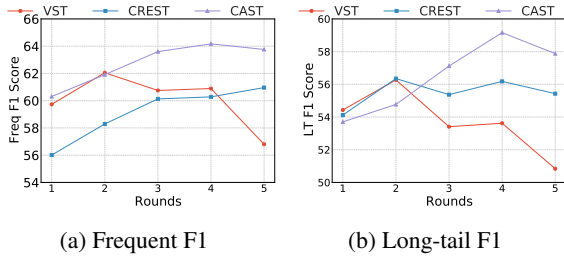 VST CREST CAST
66
64
62
60
58
56
54
Freq F1 Score
1 2 3 4 5
Rounds
(a) Frequent F1
VST CREST CAST
60
58
56
54
52
50
LT F1 Score
1 2 3 4 5
Rounds
(b) Long-tail F1